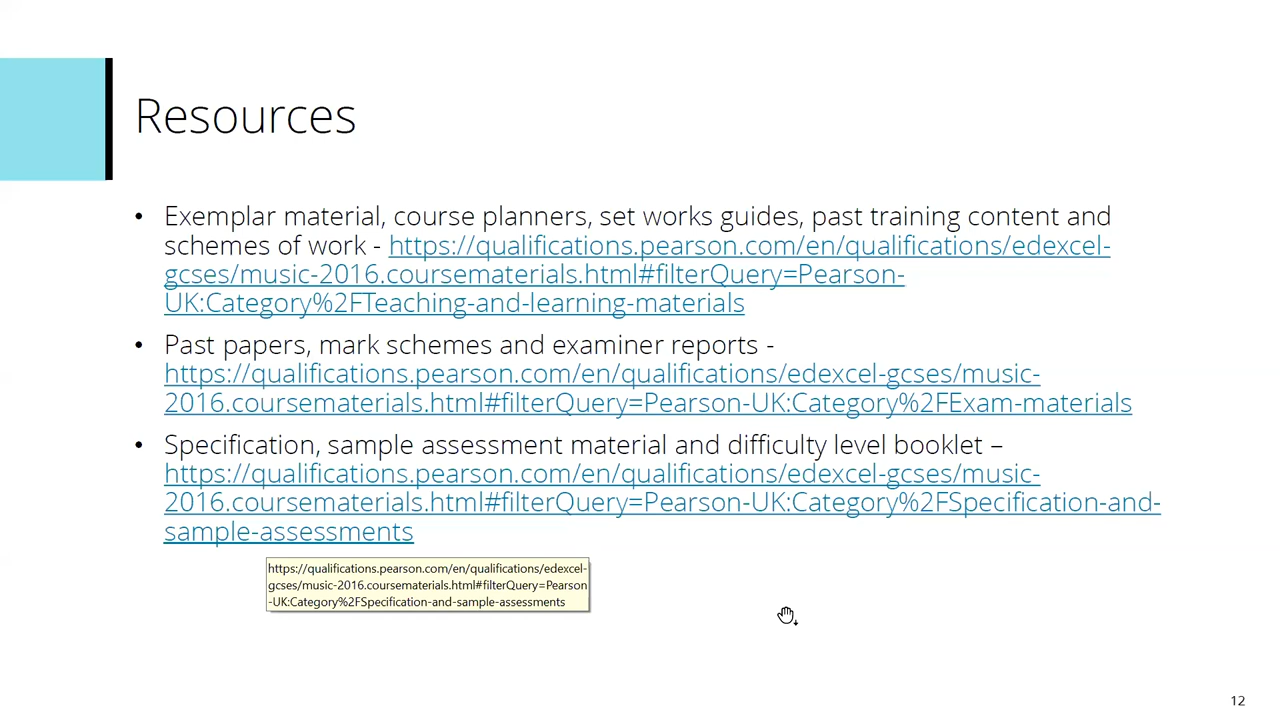 Resources
• Exemplar material, course planners, set works guides, past training content and
schemes of work - https://qualifications.pearson.com/en/qualifications/edexcel-
gcses/music-2016.coursematerials.html#filterQuery=Pearson-
UK:Category%2FTeaching-and-learning-materials
• Past papers, mark schemes and examiner reports -
https://qualifications.pearson.com/en/qualifications/edexcel-gcses/music-
2016.coursematerials.html#filterQuery=Pearson-UK:Category%2FExam-materials
• Specification, sample assessment material and difficulty level booklet –
https://qualifications.pearson.com/en/qualifications/edexcel-gcses/music-
2016.coursematerials.html#filterQuery=Pearson-UK:Category%2FSpecification-and-
sample-assessments
https://qualifications.pearson.com/en/qualifications/edexcel-
gcses/music-2016.coursematerials.html#filterQuery=Pearson
-UK:Category%2FSpecification-and-sample-assessments
12